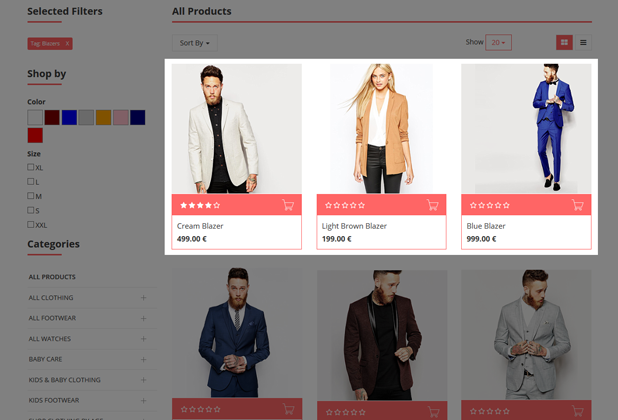 Selected Filters
Tag: Blazers X
Shop by
Color
Size
XL
L
M
S
XXL
Categories
ALL PRODUCTS
ALL CLOTHING +
ALL FOOTWEAR +
ALL WATCHES +
BABY CARE +
KIDS & BABY CLOTHING +
KIDS FOOTWEAR +
All Products
Sort By
Show 20
Cream Blazer
499.00 €
Light Brown Blazer
199.00 €
Blue Blazer
999.00 €